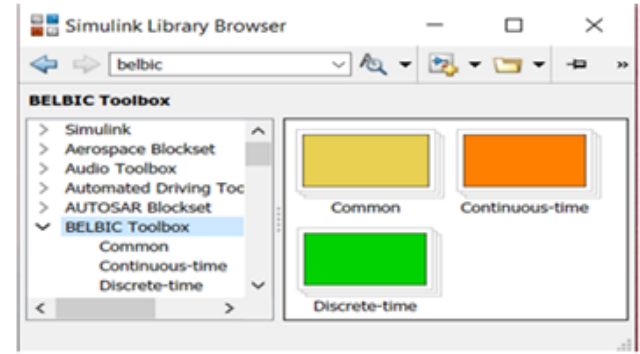 Simulink Library Browser
belbic
BELBIC Toolbox
Simulink
Aerospace Blockset
Audio Toolbox
Automated Driving Toc
AUTOSAR Blockset
BELBIC Toolbox
Common
Continuous-time
Discrete-time
Common
Continuous-time
Discrete-time